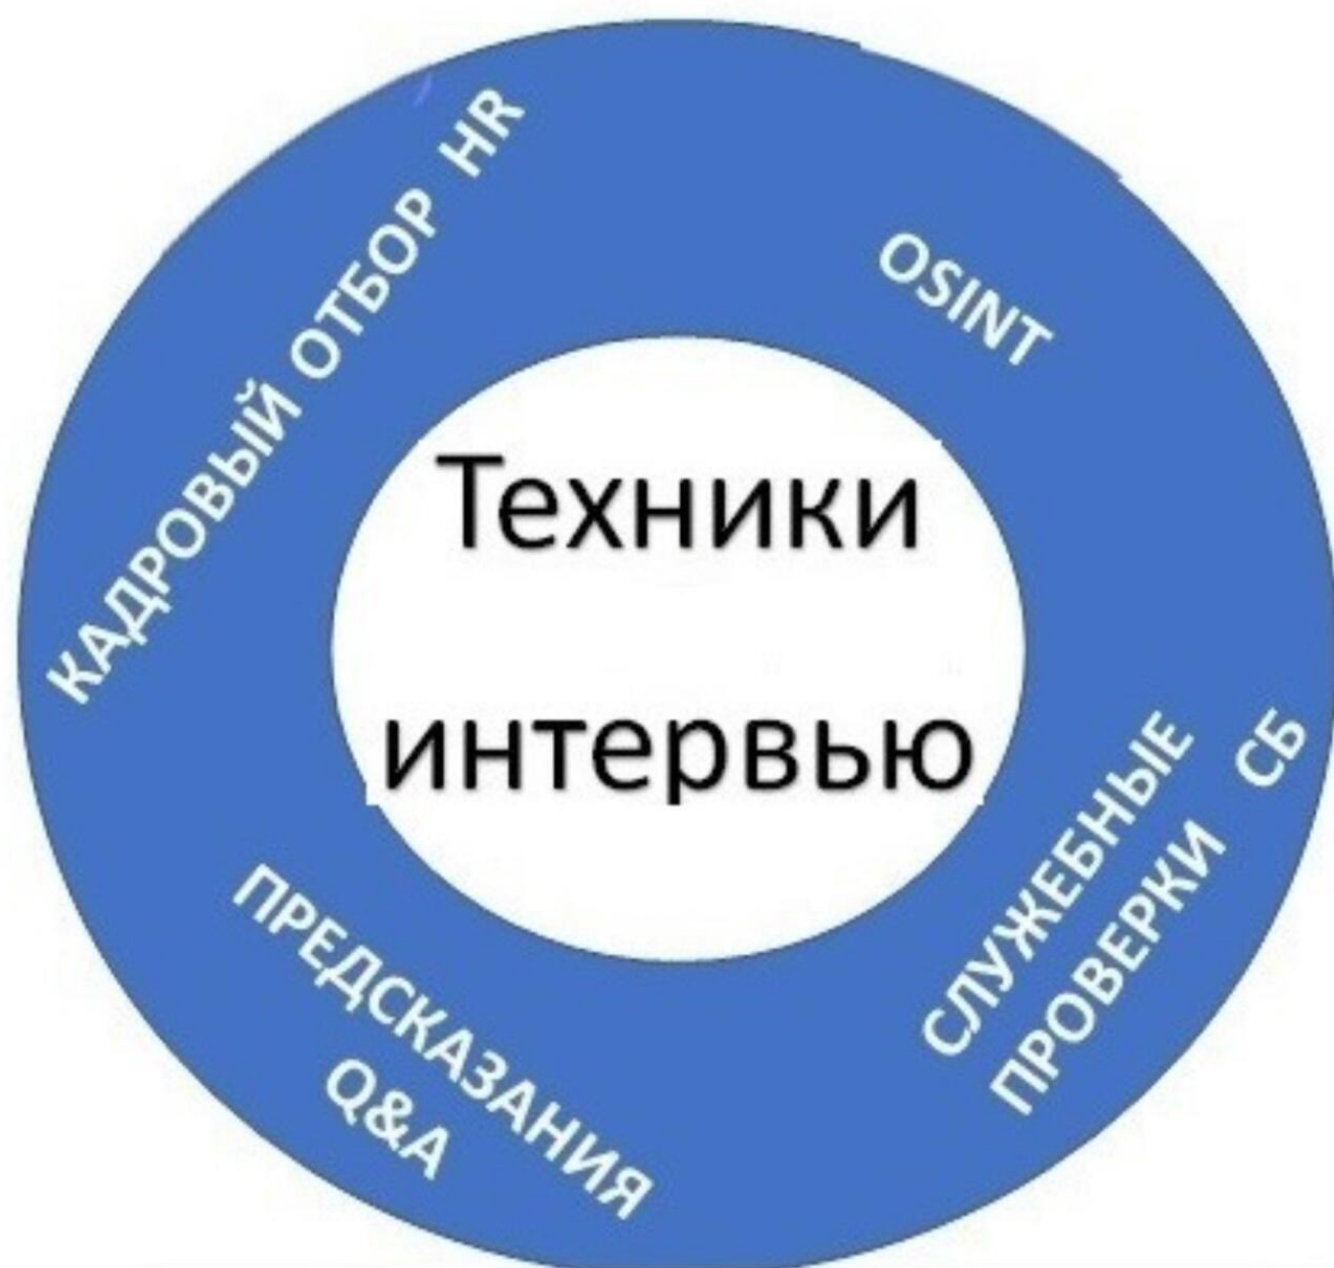 КАДРОВЫЙ ОТБОР HR
OSINT
Техники
интервью
СЛУЖЕБНЫЕ
ПРОВЕРКИ СБ
ПРЕДСКАЗАНИЯ
Q&A